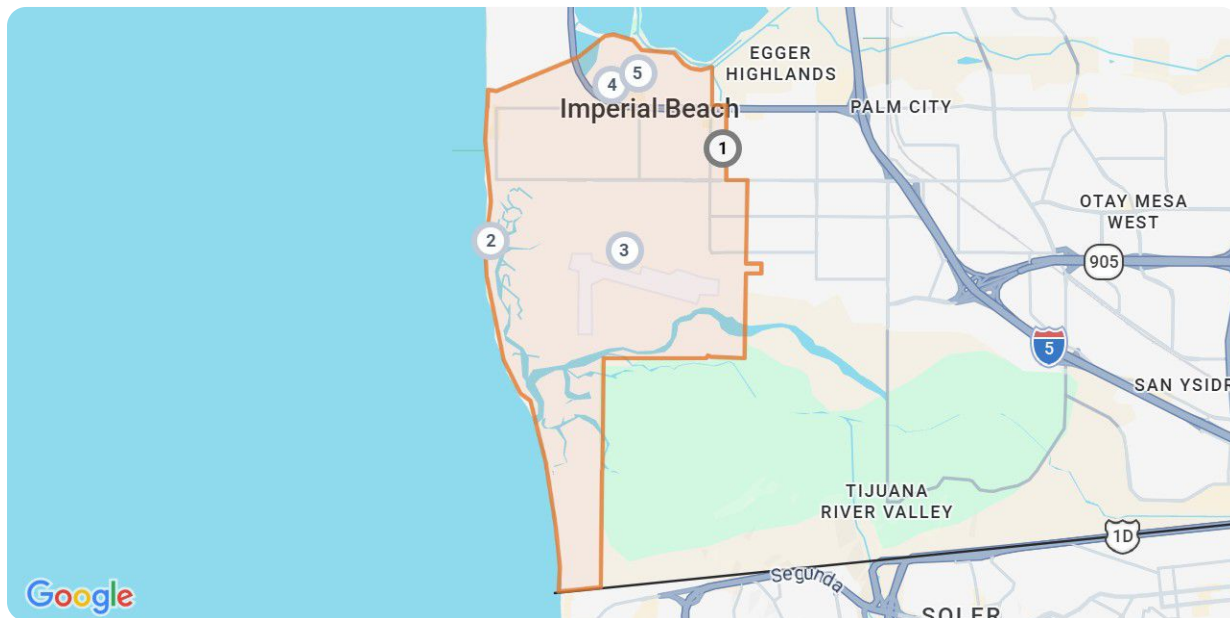 EGGER
HIGHLANDS
4
5
Imperial Beach
PALM CITY
1
OTAY MESA
WEST
2
3
905
5
SAN YSIDR
TIJUANA
RIVER VALLEY
1D
Segunda
SOLER
Google